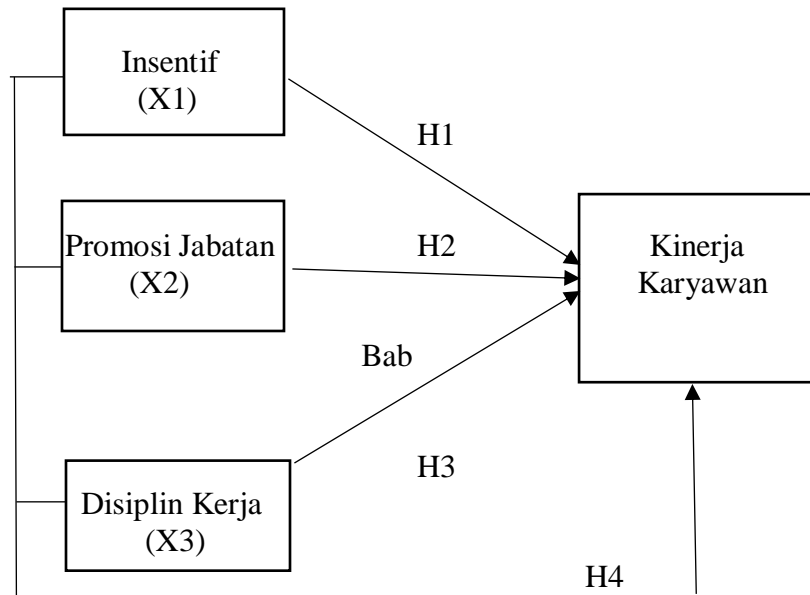 Insentif
(X1)
H1
Promosi Jabatan
(X2)
H2
Kinerja
Karyawan
Bab
H3
Disiplin Kerja
(X3)
H4